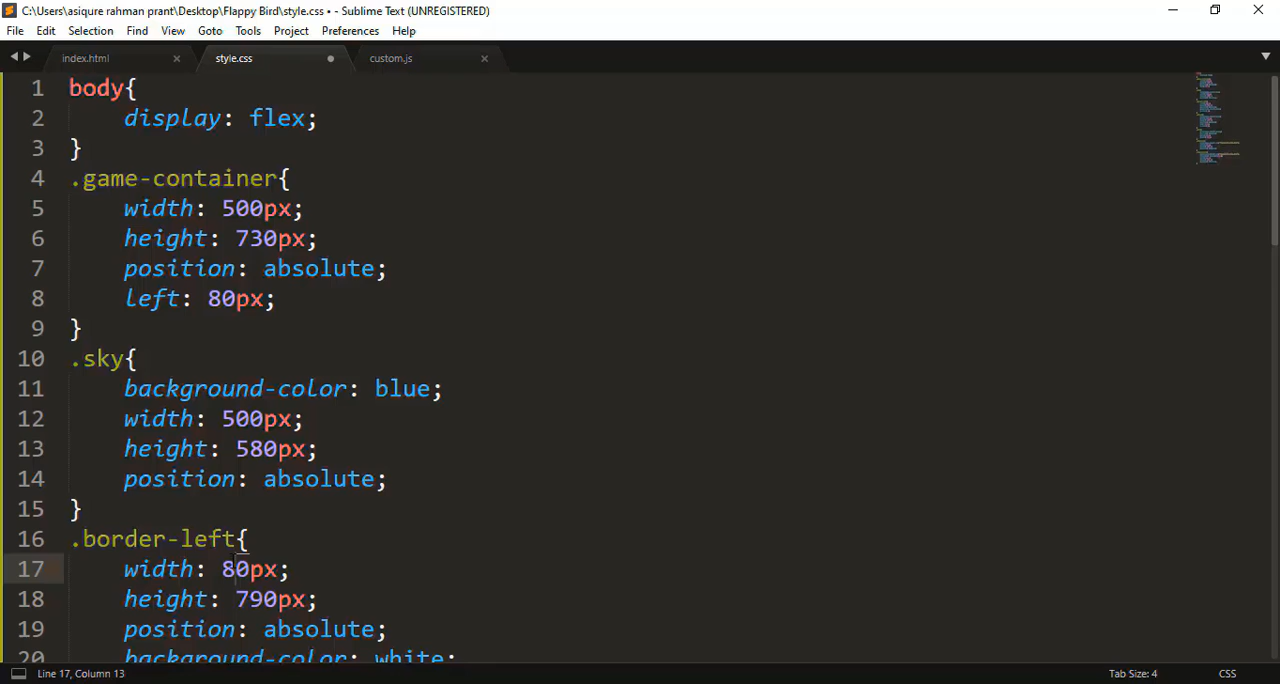 C:\Users\asiqure rahman prant\Desktop\Flappy Bird\style.css • - Sublime Text (UNREGISTERED)
File Edit Selection Find View Goto Tools Project Preferences Help
index.html style.css custom.js
1 body{
2 display: flex;
3 }
4 .game-container{
5 width: 500px;
6 height: 730px;
7 position: absolute;
8 left: 80px;
9 }
10 .sky{
11 background-color: blue;
12 width: 500px;
13 height: 580px;
14 position: absolute;
15 }
16 .border-left{
17 width: 80px;
18 height: 790px;
19 position: absolute;
20 background-color: white;
Line 17, Column 13 Tab Size: 4 CSS